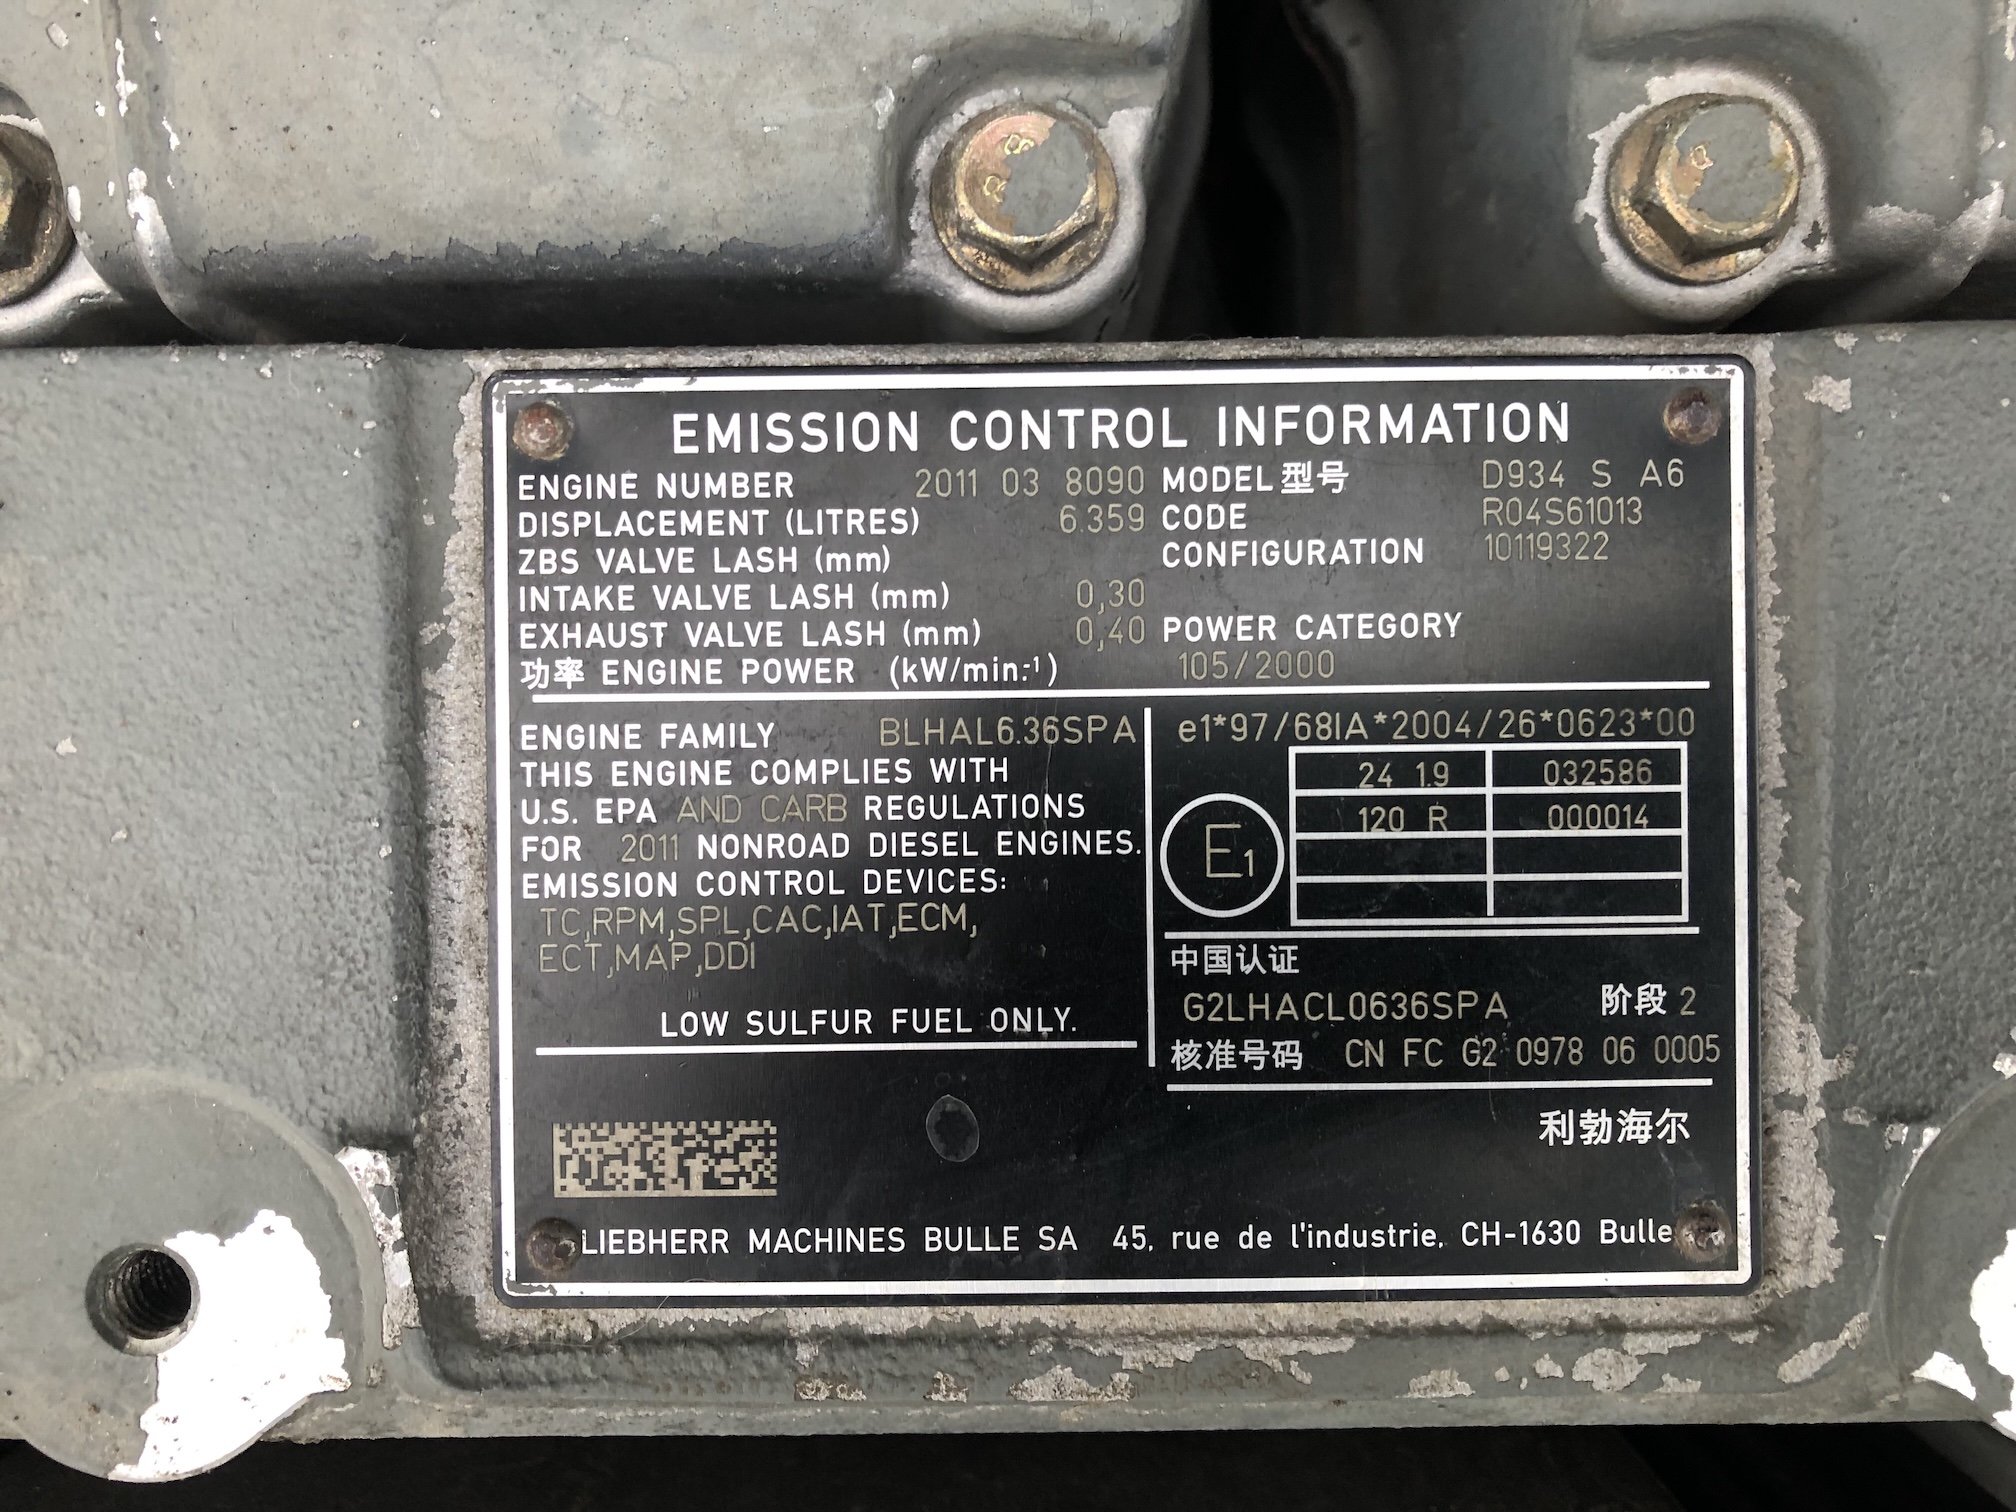 EMISSION CONTROL INFORMATION
ENGINE NUMBER 2011 03 8090 MODEL 型号 D934 S A6
DISPLACEMENT (LITRES) 6.359 CODE R04S61013
ZBS VALVE LASH (mm) CONFIGURATION 10119322
INTAKE VALVE LASH (mm) 0,30
EXHAUST VALVE LASH (mm) 0,40 POWER CATEGORY
功率 ENGINE POWER (kW/min.-1) 105/2000
ENGINE FAMILY BLHAL6.36SPA
THIS ENGINE COMPLIES WITH
U.S. EPA AND CARB REGULATIONS
FOR 2011 NONROAD DIESEL ENGINES.
EMISSION CONTROL DEVICES:
TC,RPM,SPL,CAC,IAT,ECM,
ECT,MAP,DDI
LOW SULFUR FUEL ONLY.
e1*97/68IA*2004/26*0623*00
24 1.9 032586
120 R 000014
E1
中国认证
G2LHACL0636SPA 阶段 2
核准号码 CN FC G2 0978 06 0005
利勃海尔
LIEBHERR MACHINES BULLE SA 45, rue de l'industrie, CH-1630 Bulle